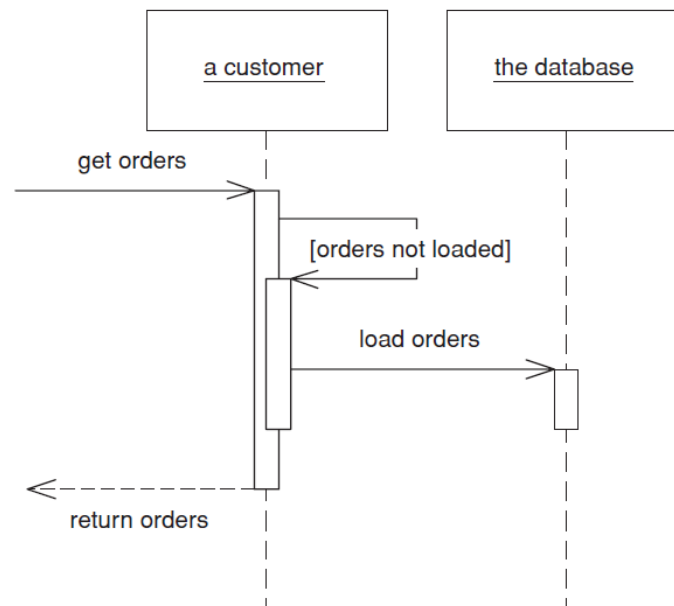 a customer
the database
get orders
[orders not loaded]
load orders
return orders